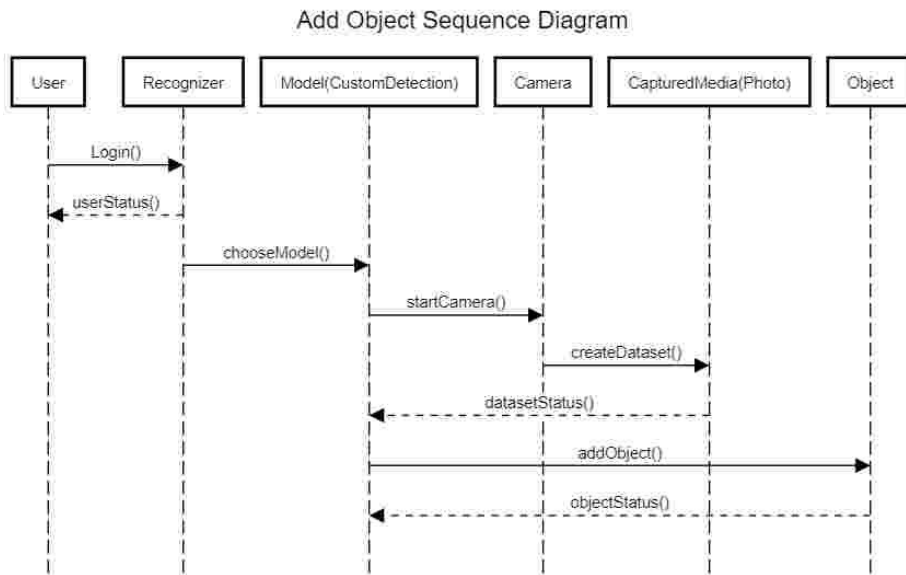 Add Object Sequence Diagram
User
Recognizer
Model(CustomDetection)
Camera
CapturedMedia(Photo)
Object
Login()
userStatus()
chooseModel()
startCamera()
createDataset()
datasetStatus()
addObject()
objectStatus()